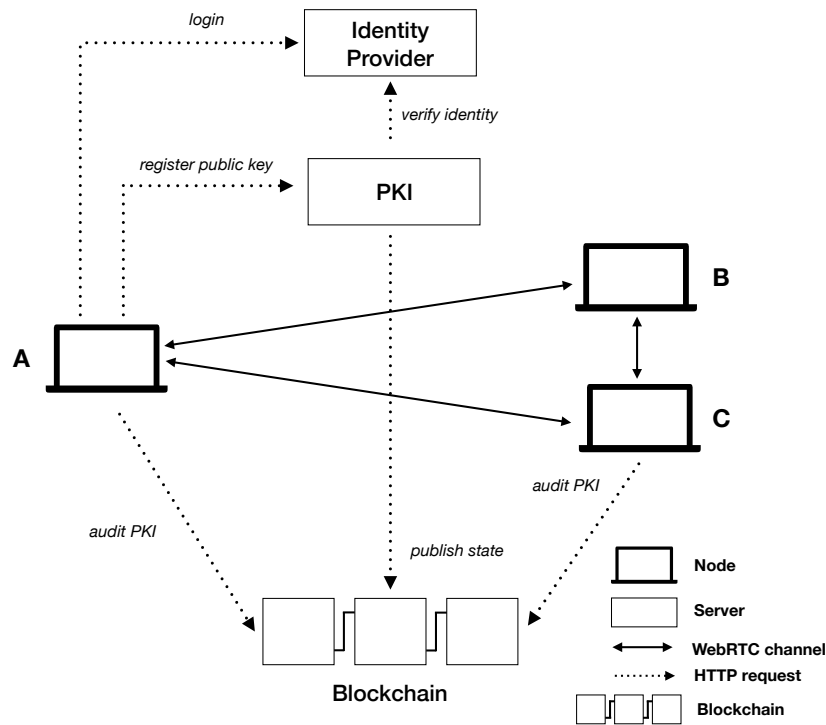 login
Identity
Provider
verify identity
register public key
PKI
B
A
C
audit PKI
audit PKI
publish state
Blockchain
Node
Server
WebRTC channel
HTTP request
Blockchain